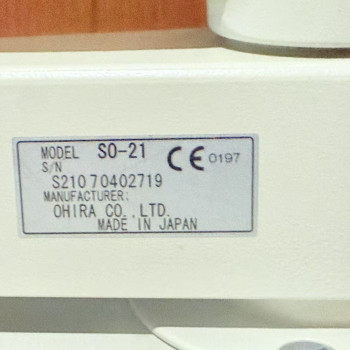 MODEL SO-21 CE 0197
S/N
S21070402719
MANUFACTURER:
OHIRA CO., LTD.
MADE IN JAPAN